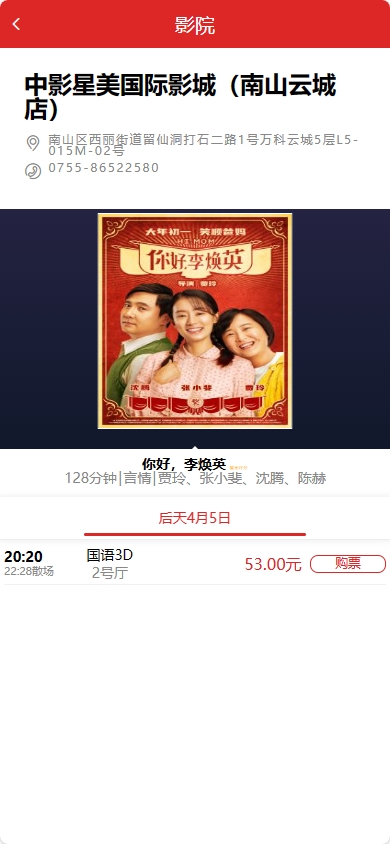 影院
中影星美国际影城（南山云城
店）
南山区西丽街道留仙洞打石二路1号万科云城5层L5-
015M-02号
0755-86522580
大年初一 笑顺爸妈
HI MOM
你好，李焕英
导演 贾玲
沈腾 张小斐 贾玲
你好，李焕英
128分钟|言情|贾玲、张小斐、沈腾、陈赫
后天4月5日
20:20 国语3D
22:28散场 2号厅
53.00元 购票